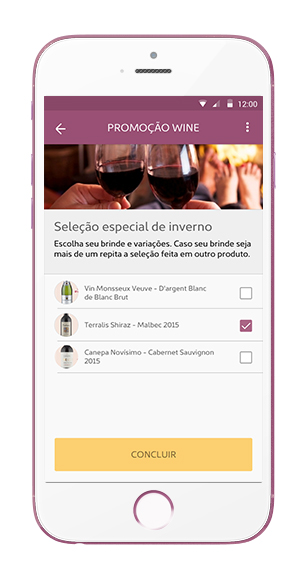 12:00
PROMOÇÃO WINE
Seleção especial de inverno
Escolha seu brinde e variações. Caso seu brinde seja
mais de um repita a seleção feita em outro produto.
Vin Monsseux Veuve - D'argent Blanc
de Blanc Brut
Terralis Shiraz - Malbec 2015
Canepa Novísimo - Cabernet Sauvignon
2015
CONCLUIR